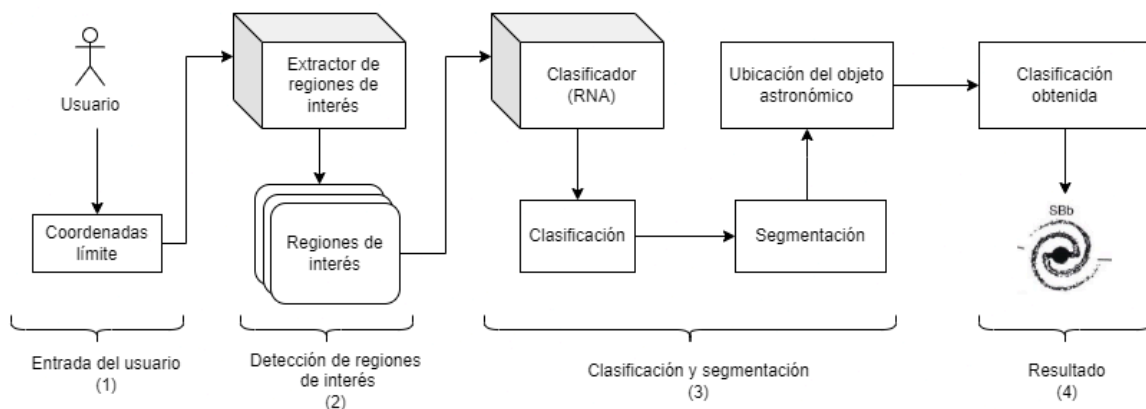 Usuario
Coordenadas
límite
Extractor de
regiones de
interés
Regiones de
interés
Clasificador
(RNA)
Clasificación
Segmentación
Ubicación del objeto
astronómico
Clasificación
obtenida
SBb
Entrada del usuario
(1)
Detección de regiones
de interés
(2)
Clasificación y segmentación
(3)
Resultado
(4)